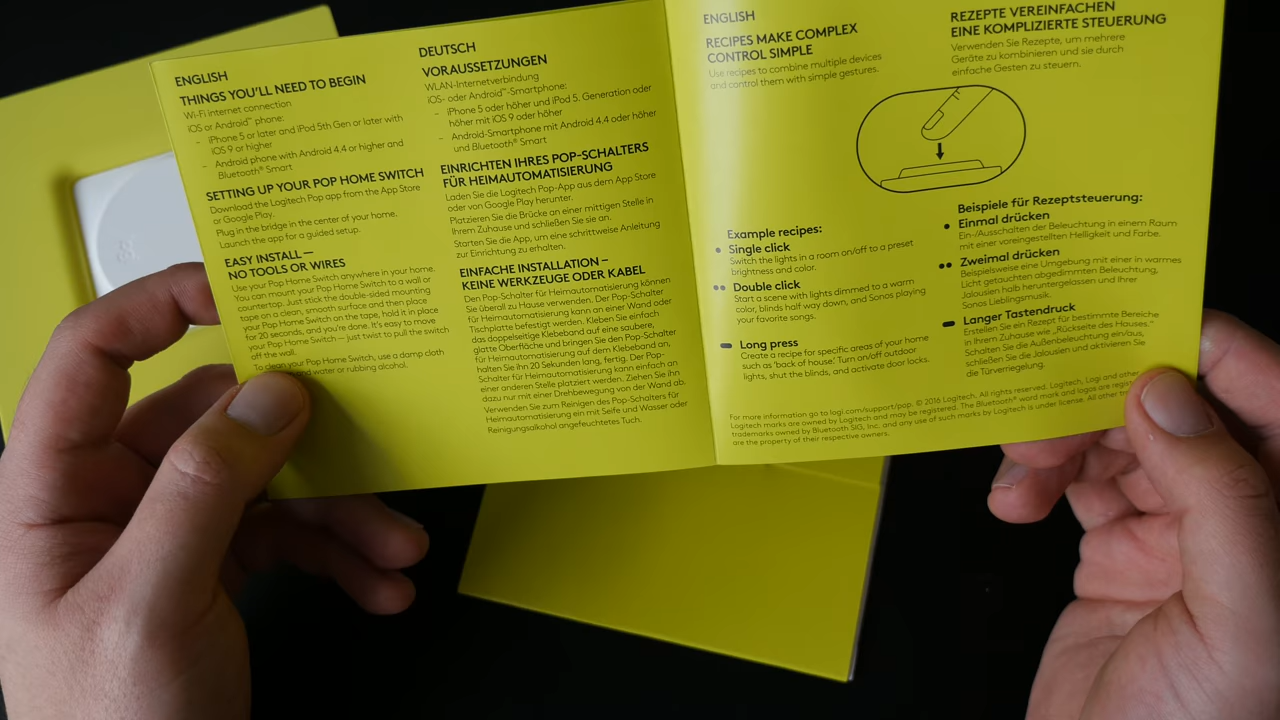 ENGLISH
THINGS YOU'LL NEED TO BEGIN
Wi-Fi internet connection
iOS or Android™ phone:
– iPhone 5 or later and iPod 5th Gen or later with
iOS 9 or higher
– Android phone with Android 4.4 or higher and
Bluetooth® Smart
SETTING UP YOUR POP HOME SWITCH
Download the Logitech Pop app from the App Store
or Google Play.
Plug in the bridge in the center of your home.
Launch the app for a guided setup.
EASY INSTALL —
NO TOOLS OR WIRES
Use your Pop Home Switch anywhere in your home.
You can mount your Pop Home Switch to a wall or
countertop. Just stick the double-sided mounting
tape on a clean, smooth surface and then place
your Pop Home Switch on the tape, hold it in place
for 20 seconds, and you're done. It's easy to move
your Pop Home Switch — just twist to pull the switch
off the wall.
To clean your Pop Home Switch, use a damp cloth
and water or rubbing alcohol.
DEUTSCH
VORAUSSETZUNGEN
WLAN-Internetverbindung
iOS- oder Android™-Smartphone:
– iPhone 5 oder höher und iPod 5. Generation oder
höher mit iOS 9 oder höher
– Android-Smartphone mit Android 4.4 oder höher
und Bluetooth® Smart
EINRICHTEN IHRES POP-SCHALTERS
FÜR HEIMAUTOMATISIERUNG
Laden Sie die Logitech Pop-App aus dem App Store
oder von Google Play herunter.
Platzieren Sie die Brücke an einer mittigen Stelle in
Ihrem Zuhause und schließen Sie sie an.
Starten Sie die App, um eine schrittweise Anleitung
zur Einrichtung zu erhalten.
EINFACHE INSTALLATION –
KEINE WERKZEUGE ODER KABEL
Den Pop-Schalter für Heimautomatisierung können
Sie überall zu Hause verwenden. Der Pop-Schalter
für Heimautomatisierung kann an einer Wand oder
Tischplatte befestigt werden. Kleben Sie einfach
das doppelseitige Klebeband auf eine saubere,
glatte Oberfläche und bringen Sie den Pop-Schalter
für Heimautomatisierung auf dem Klebeband an,
halten Sie ihn 20 Sekunden lang, fertig. Der Pop-
Schalter für Heimautomatisierung kann einfach an
einer anderen Stelle platziert werden. Ziehen Sie ihn
dazu nur mit einer Drehbewegung von der Wand ab.
Verwenden Sie zum Reinigen des Pop-Schalters für
Heimautomatisierung ein mit Seife und Wasser oder
Reinigungsalkohol angefeuchtetes Tuch.
ENGLISH
RECIPES MAKE COMPLEX
CONTROL SIMPLE
Use recipes to combine multiple devices
and control them with simple gestures.
REZEPTE VEREINFACHEN
EINE KOMPLIZIERTE STEUERUNG
Verwenden Sie Rezepte, um mehrere
Geräte zu kombinieren und sie durch
einfache Gesten zu steuern.
Example recipes:
Single click
Switch the lights in a room on/off to a preset
brightness and color.
Double click
Start a scene with lights dimmed to a warm
color, blinds half way down, and Sonos playing
your favorite songs.
Long press
Create a recipe for specific areas of your home
such as 'back of house.' Turn on/off outdoor
lights, shut the blinds, and activate door locks.
Beispiele für Rezeptsteuerung:
Einmal drücken
Ein-/Ausschalten der Beleuchtung in einem Raum
mit einer voreingestellten Helligkeit und Farbe.
Zweimal drücken
Beispielsweise eine Umgebung mit einer in warmes
Licht getauchten abgedimmten Beleuchtung,
Jalousien halb heruntergelassen und Ihrer
Sonos Lieblingsmusik.
Langer Tastendruck
Erstellen Sie ein Rezept für bestimmte Bereiche
in Ihrem Zuhause wie „Rückseite des Hauses.“
Schalten Sie die Außenbeleuchtung ein/aus,
schließen Sie die Jalousien und aktivieren Sie
die Türverriegelung.
For more information go to logi.com/support/pop. © 2016 Logitech. All rights reserved. Logitech, Logi and other
Logitech marks are owned by Logitech and may be registered. The Bluetooth® word mark and logos are
trademarks owned by Bluetooth SIG, Inc. and any use of such marks by Logitech is under license. All other
are the property of their respective owners.